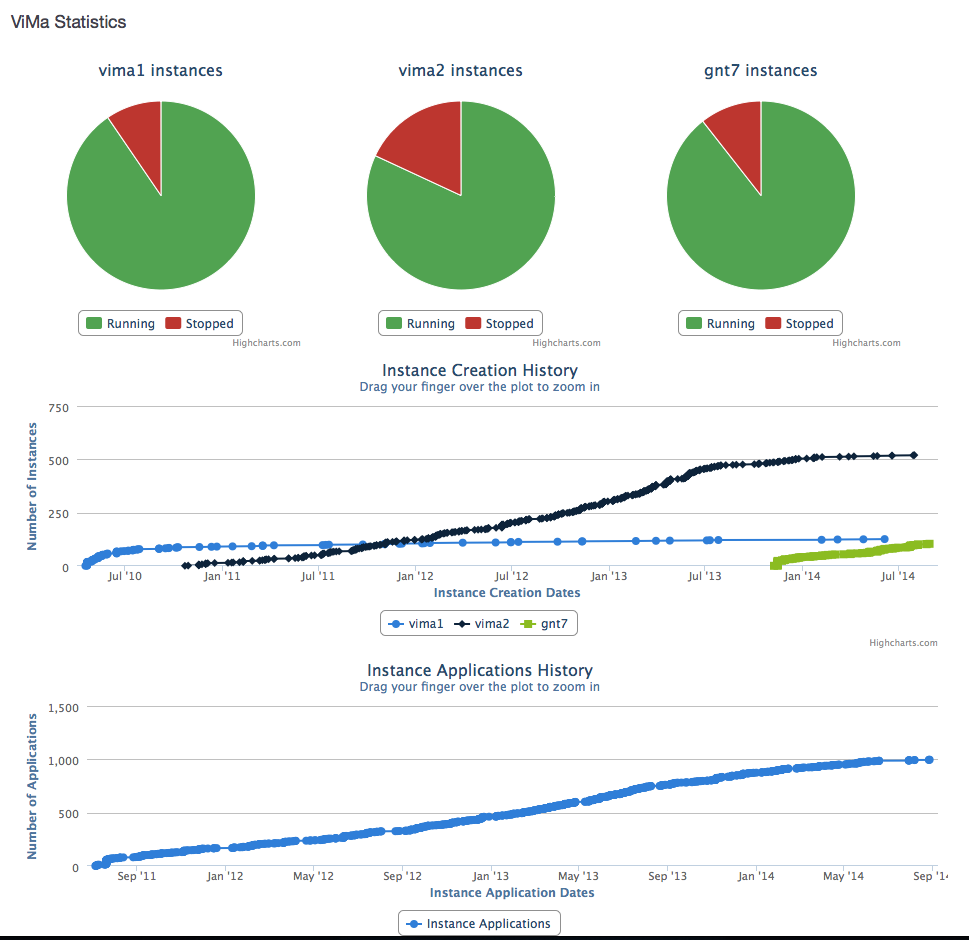 ViMa Statistics
vima1 instances
vima2 instances
gnt7 instances
Running Stopped
Running Stopped
Running Stopped
Highcharts.com
Highcharts.com
Highcharts.com
Instance Creation History
Drag your finger over the plot to zoom in
Number of Instances
750
500
250
0
Jul '10 Jan '11 Jul '11 Jan '12 Jul '12 Jan '13 Jul '13 Jan '14 Jul '14
Instance Creation Dates
vima1 vima2 gnt7
Highcharts.com
Instance Applications History
Drag your finger over the plot to zoom in
Number of Applications
1,500
1,000
500
0
Sep '11 Jan '12 May '12 Sep '12 Jan '13 May '13 Sep '13 Jan '14 May '14 Sep '14
Instance Application Dates
Instance Applications